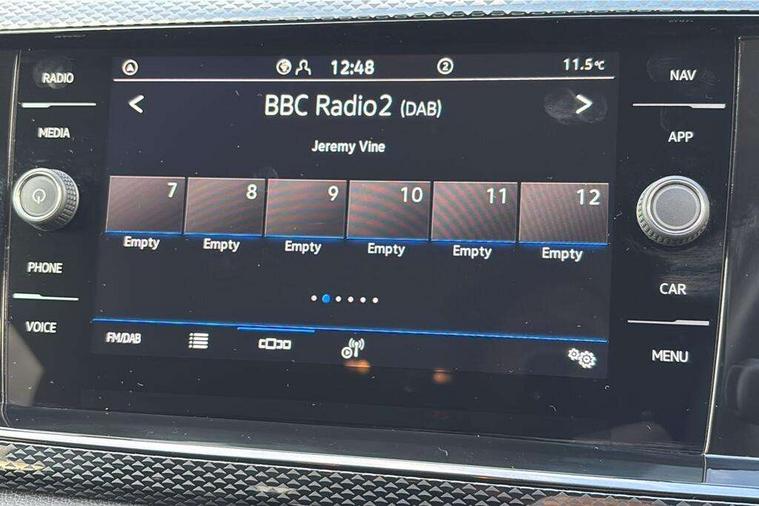 RADIO
MEDIA
PHONE
VOICE
A
12:48
2
11.5°C
BBC Radio2 (DAB)
Jeremy Vine
7 8 9 10 11 12
Empty Empty Empty Empty Empty Empty
FM/DAB
NAV
APP
CAR
MENU